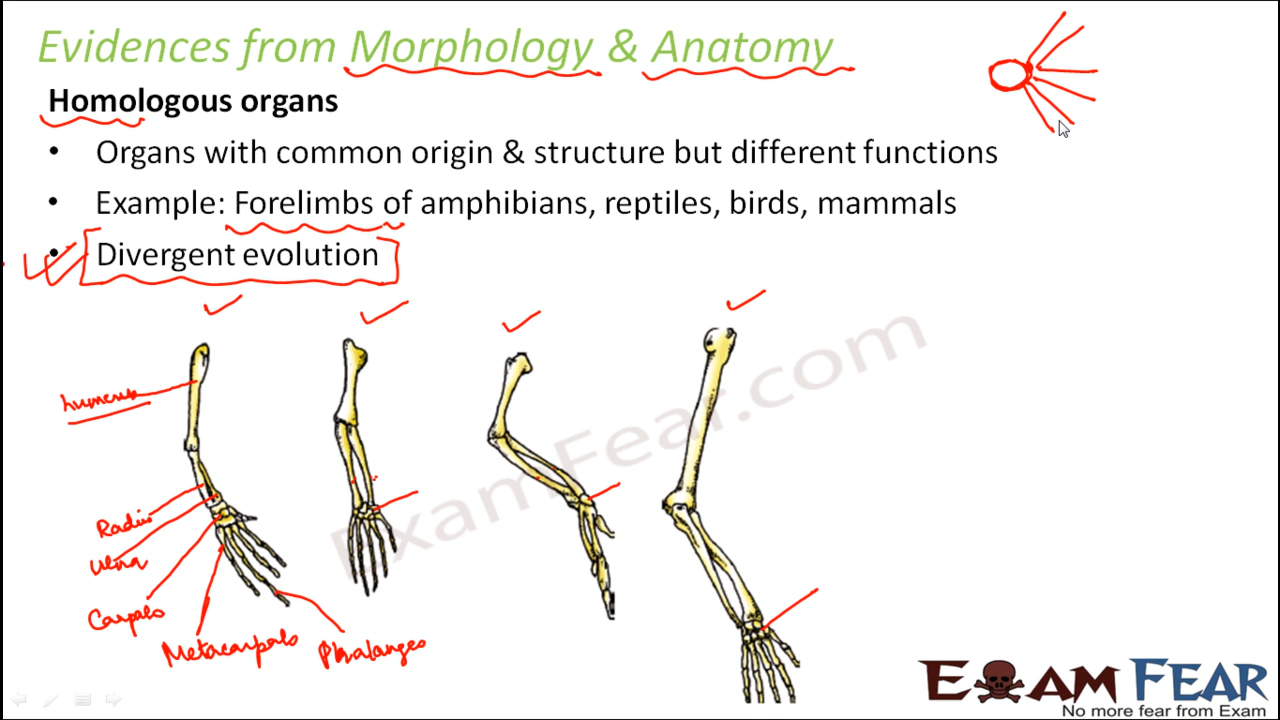 Evidences from Morphology & Anatomy
Homologous organs
• Organs with common origin & structure but different functions
• Example: Forelimbs of amphibians, reptiles, birds, mammals
• Divergent evolution
humerus
Radius
Ulna
Carpals
Metacarpals
Phalanges
ExamFear.com
EXAM FEAR
No more fear from Exam